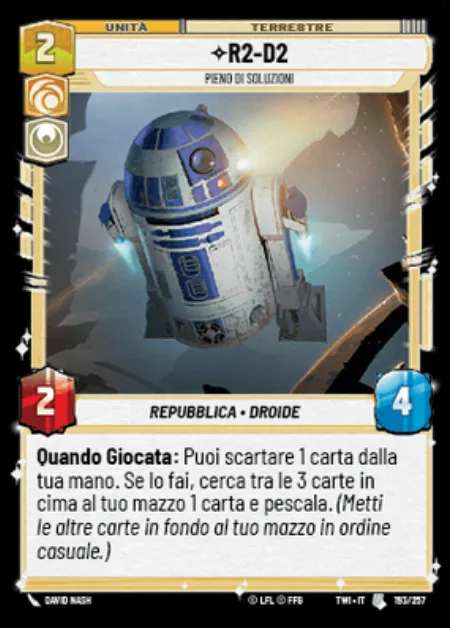 UNITÀ
TERRESTRE
2
R2-D2
PIENO DI SOLUZIONI
2
REPUBBLICA • DROIDE
4
Quando Giocata: Puoi scartare 1 carta dalla
tua mano. Se lo fai, cerca tra le 3 carte in
cima al tuo mazzo 1 carta e pescala. (Metti
le altre carte in fondo al tuo mazzo in ordine
casuale.)
DAVID NASH
© LFL © FFG
TWI • IT
193/257